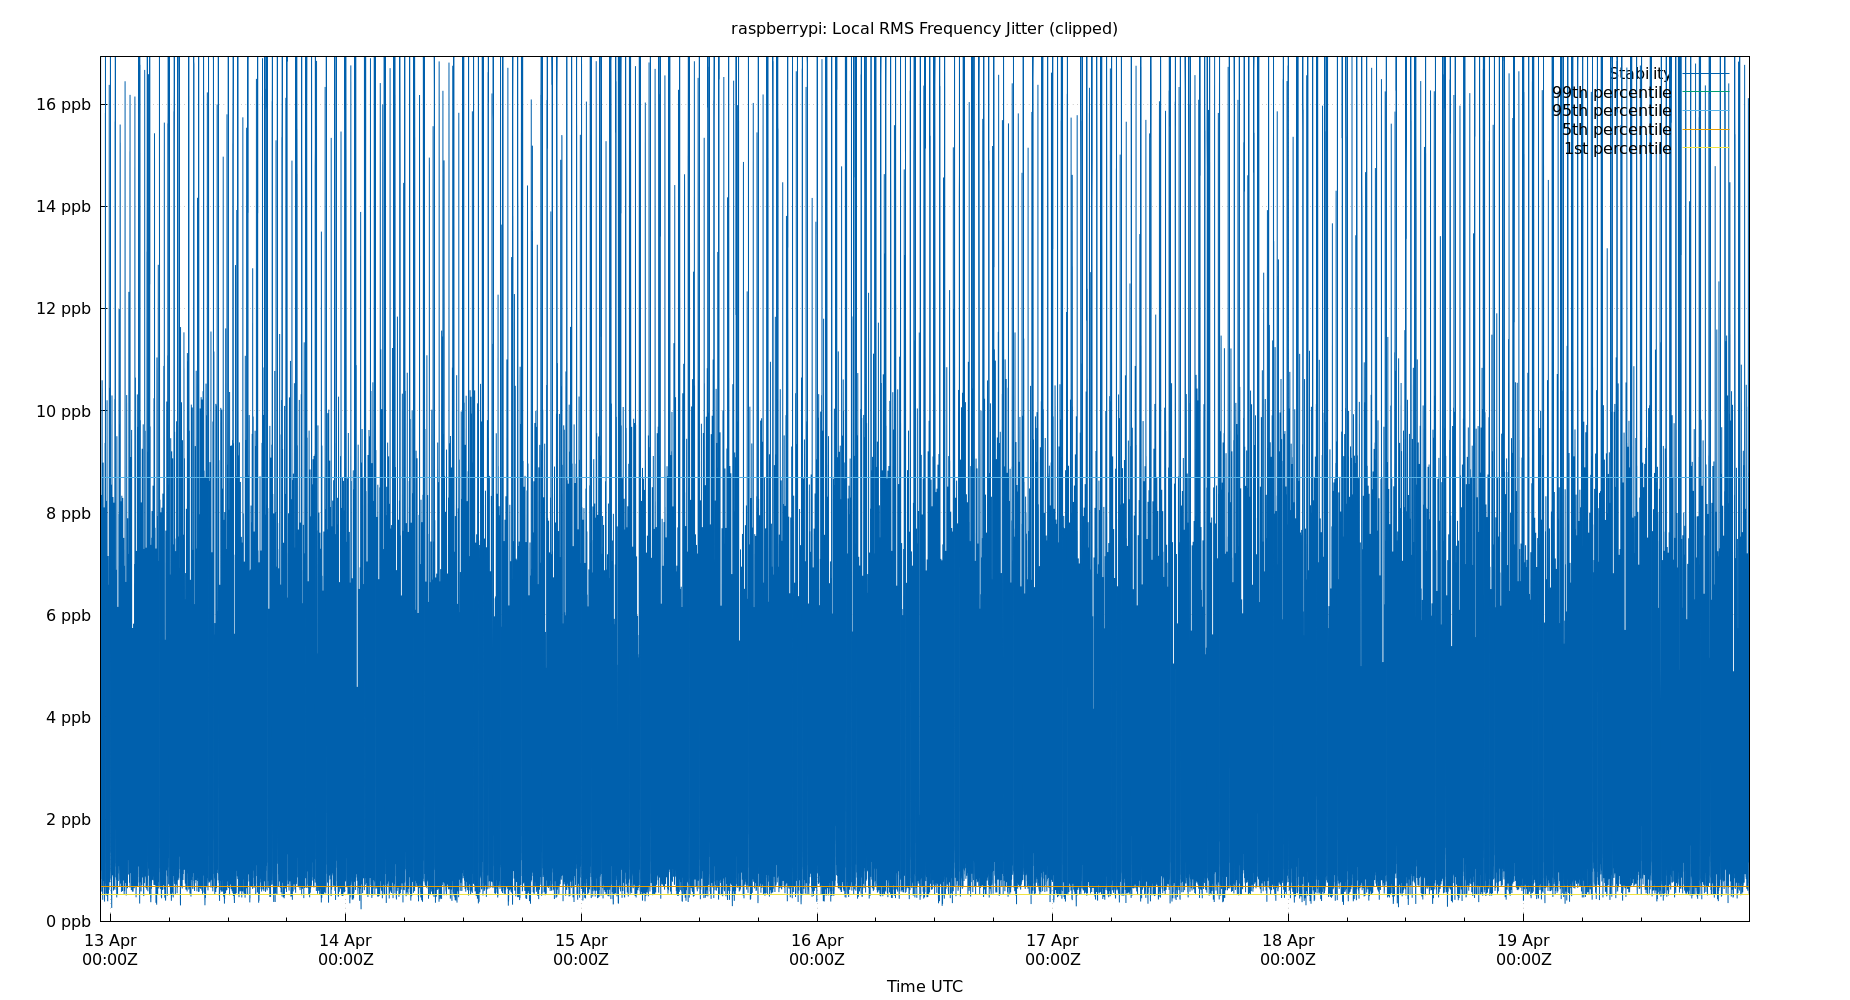 raspberrypi: Local RMS Frequency Jitter (clipped)
Stability
99th percentile
95th percentile
5th percentile
1st percentile
16 ppb
14 ppb
12 ppb
10 ppb
8 ppb
6 ppb
4 ppb
2 ppb
0 ppb
13 Apr 14 Apr 15 Apr 16 Apr 17 Apr 18 Apr 19 Apr
00:00Z 00:00Z 00:00Z 00:00Z 00:00Z 00:00Z 00:00Z
Time UTC